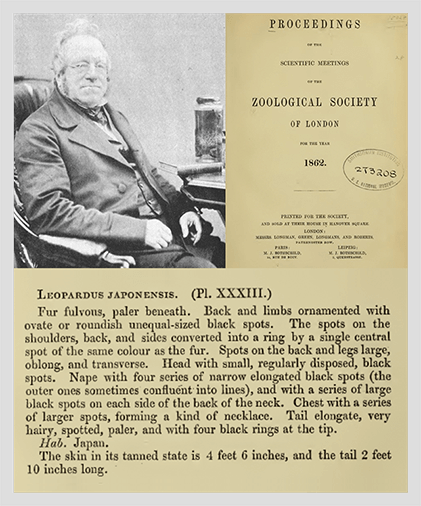 PROCEEDINGS
OF THE
SCIENTIFIC MEETINGS
OF THE
ZOOLOGICAL SOCIETY
OF LONDON
FOR THE YEAR
1862.
273208
PRINTED FOR THE SOCIETY,
AND SOLD AT THEIR HOUSE IN HANOVER SQUARE.
LONDON:
MESSRS. LONGMAN, GREEN, LONGMANS, AND ROBERTS,
PATERNOSTER ROW.
PARIS: LEIPZIG:
M. J. ROTHSCHILD, M. J. ROTHSCHILD,
LEOPARDUS JAPONENSIS. (Pl. XXXIII.)
Fur fulvous, paler beneath. Back and limbs ornamented with
ovate or roundish unequal-sized black spots. The spots on the
shoulders, back, and sides converted into a ring by a single central
spot of the same colour as the fur. Spots on the back and legs large,
oblong, and transverse. Head with small, regularly disposed, black
spots. Nape with four series of narrow elongated black spots (the
outer ones sometimes confluent into lines), and with a series of large
black spots on each side of the back of the neck. Chest with a series
of larger spots, forming a kind of necklace. Tail elongate, very
hairy, spotted, paler, and with four black rings at the tip.
Hab. Japan.
The skin in its tanned state is 4 feet 6 inches, and the tail 2 feet
10 inches long.